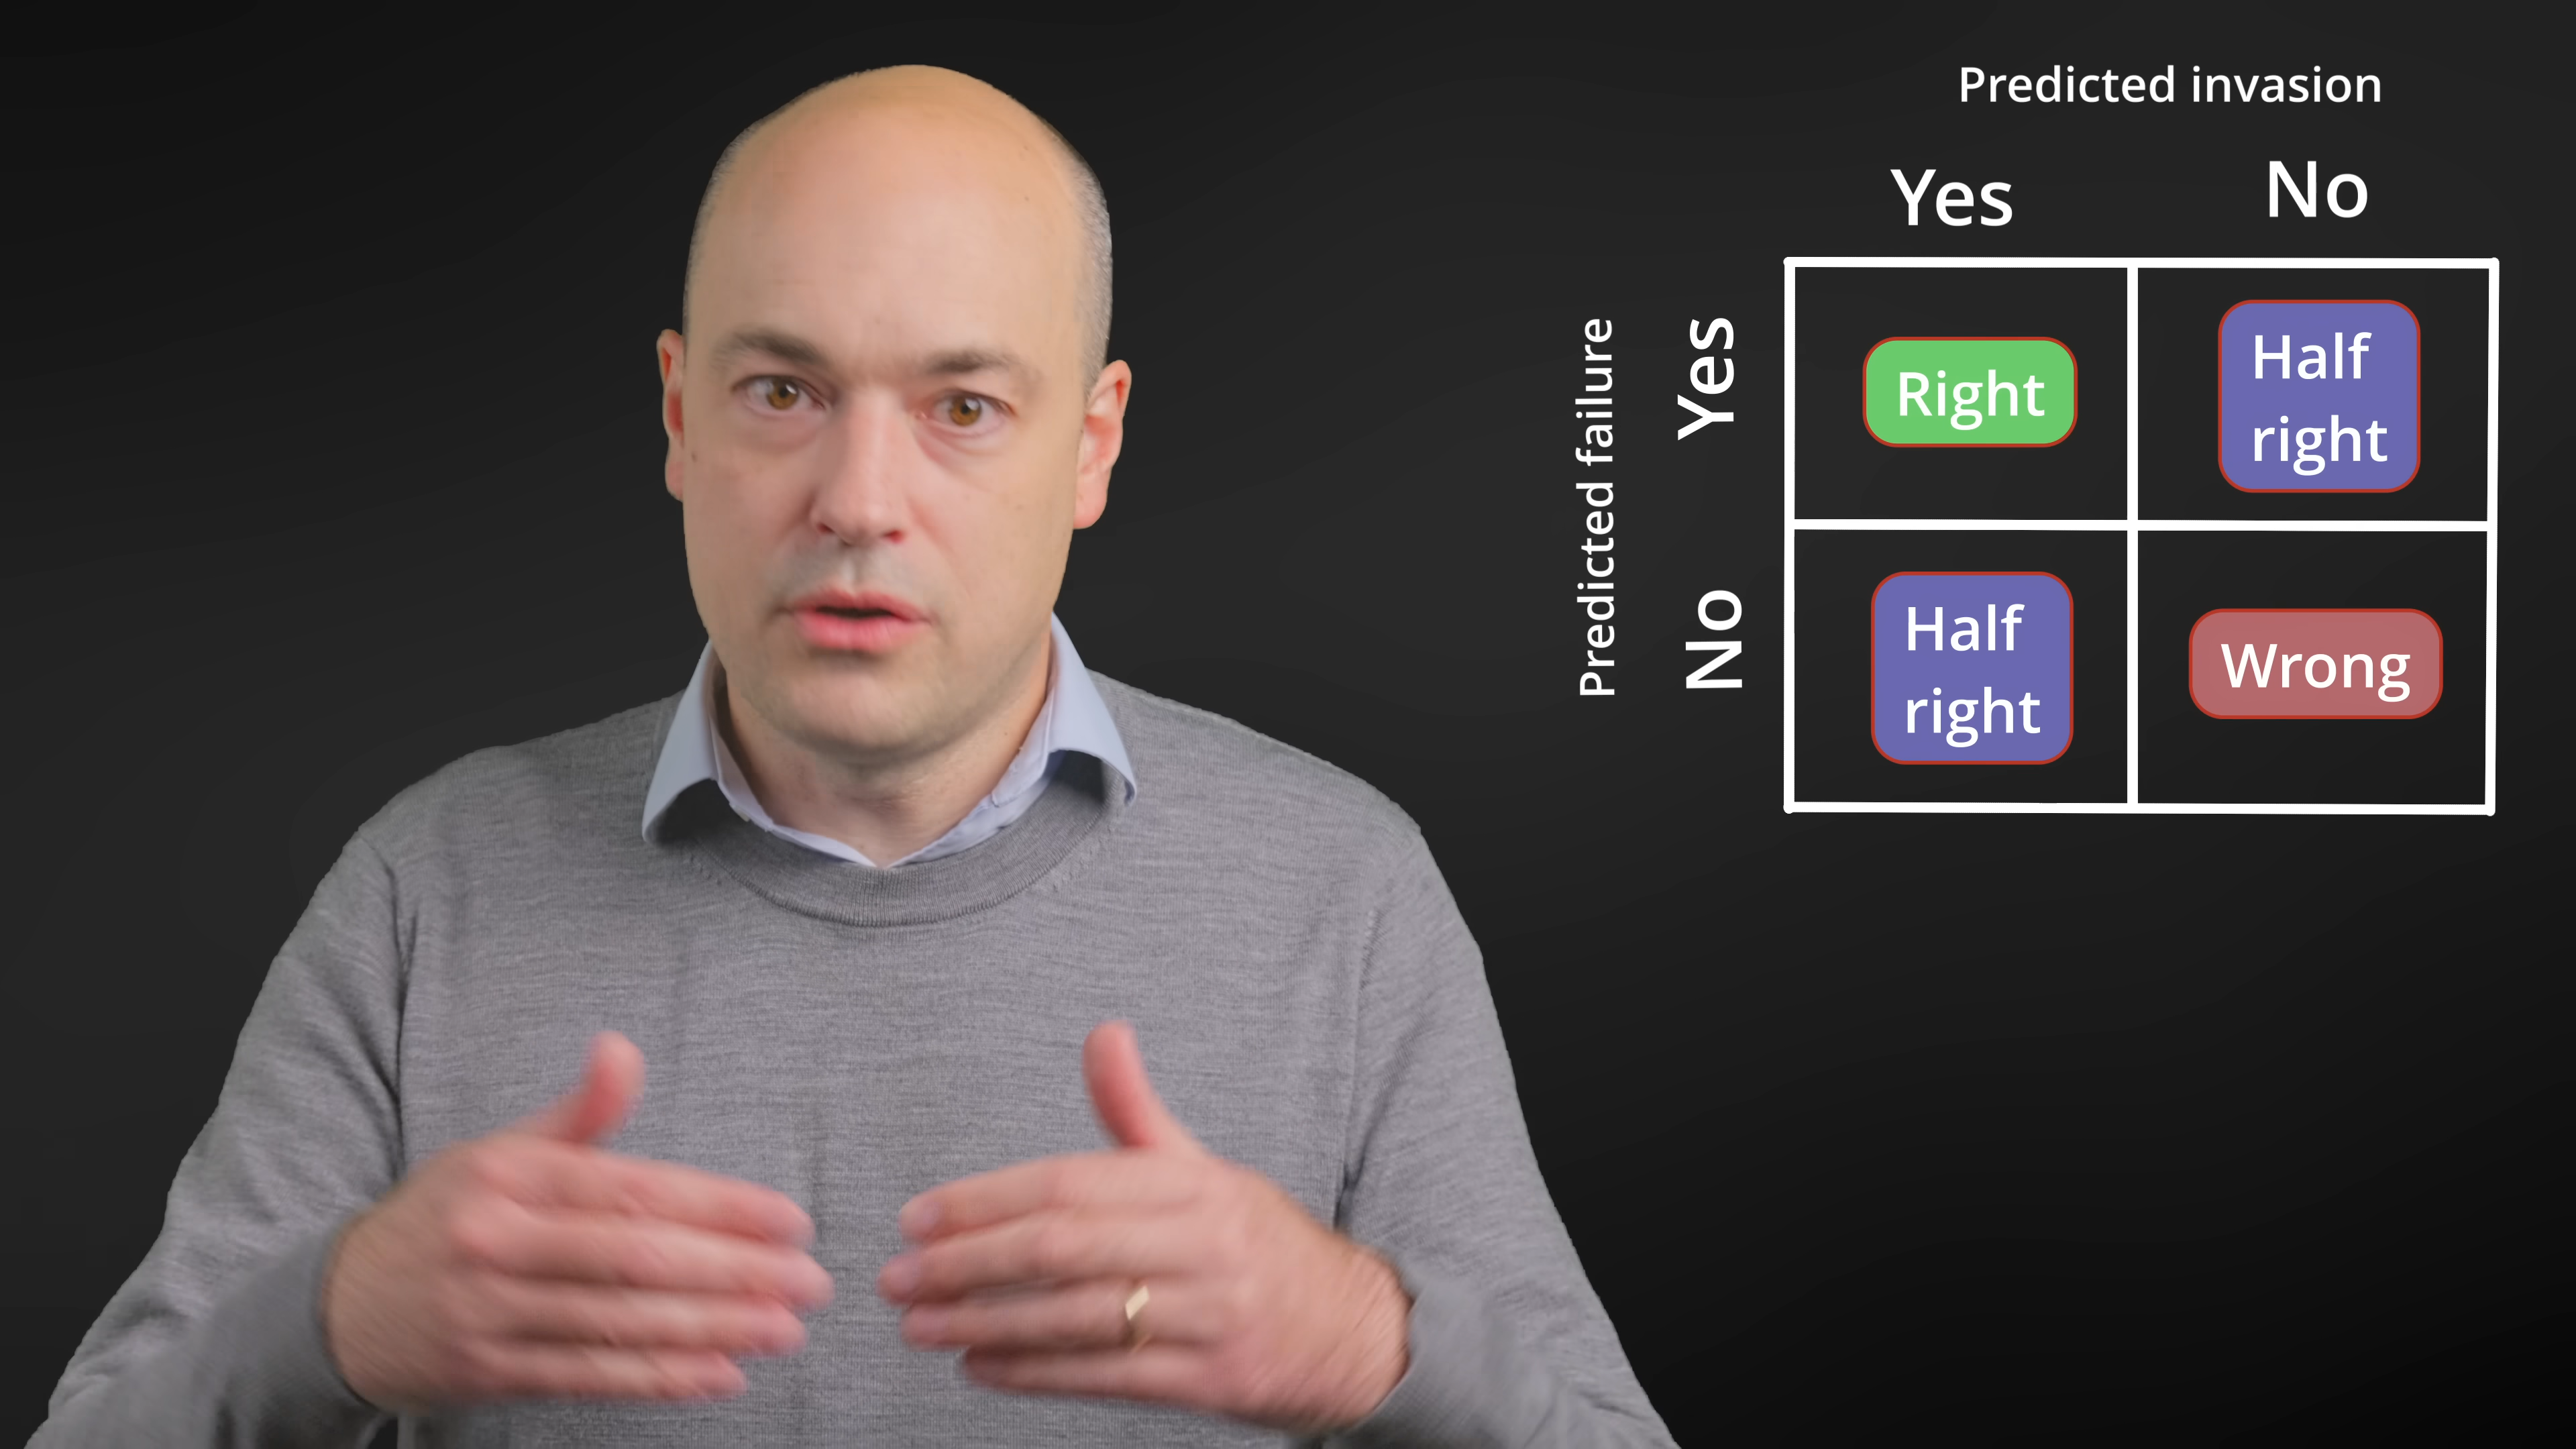 Predicted invasion
Yes
No
Predicted failure
Yes
Right
Half
right
No
Half
right
Wrong